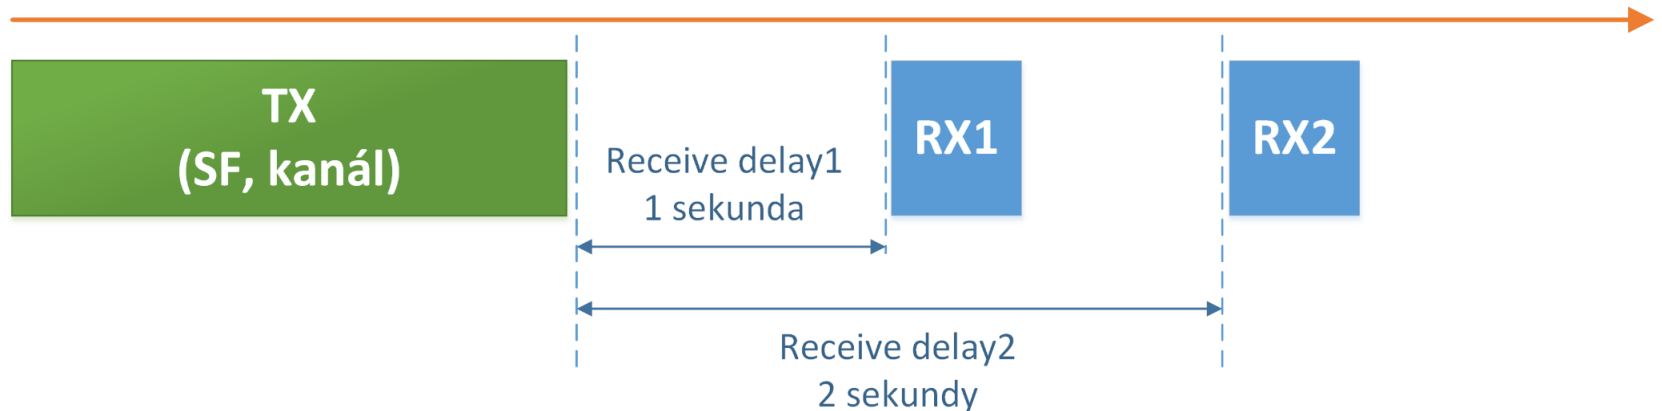 TX
(SF, kanál)
Receive delay1
1 sekunda
RX1
RX2
Receive delay2
2 sekundy